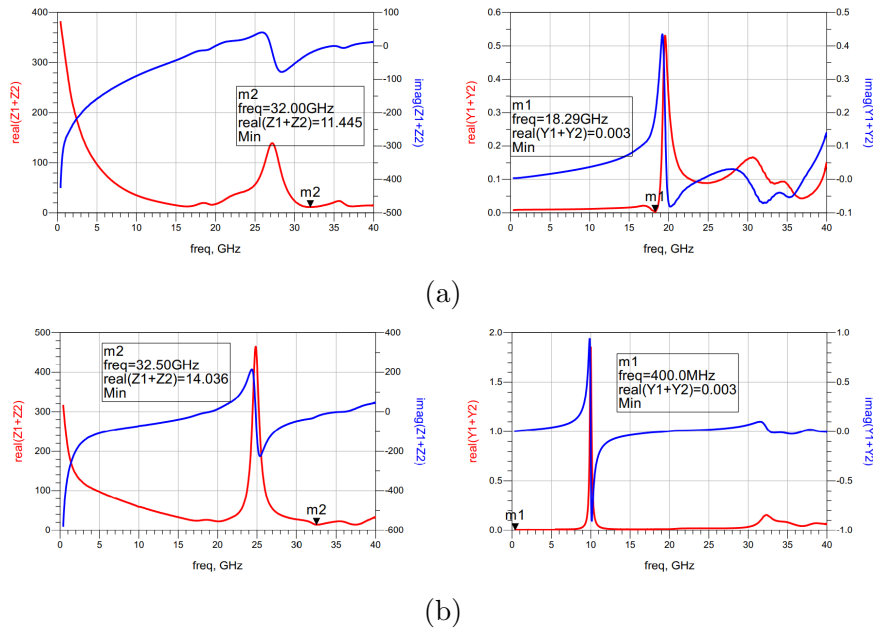 400
300
200
100
0
real(Z1+Z2)
100
0
-100
-200
-300
-400
-500
imag(Z1+Z2)
m2
freq=32.00GHz
real(Z1+Z2)=11.445
Min
m2
0 5 10 15 20 25 30 35 40
freq, GHz
0.6
0.5
0.4
0.3
0.2
0.1
0.0
real(Y1+Y2)
0.5
0.4
0.3
0.2
0.1
-0.0
-0.1
imag(Y1+Y2)
m1
freq=18.29GHz
real(Y1+Y2)=0.003
Min
m1
0 5 10 15 20 25 30 35 40
freq, GHz
(a)
500
400
300
200
100
0
real(Z1+Z2)
400
200
0
-200
-400
-600
imag(Z1+Z2)
m2
freq=32.50GHz
real(Z1+Z2)=14.036
Min
m2
0 5 10 15 20 25 30 35 40
freq, GHz
2.0
1.5
1.0
0.5
0.0
real(Y1+Y2)
1.0
0.5
0.0
-0.5
-1.0
imag(Y1+Y2)
m1
freq=400.0MHz
real(Y1+Y2)=0.003
Min
m1
0 5 10 15 20 25 30 35 40
freq, GHz
(b)